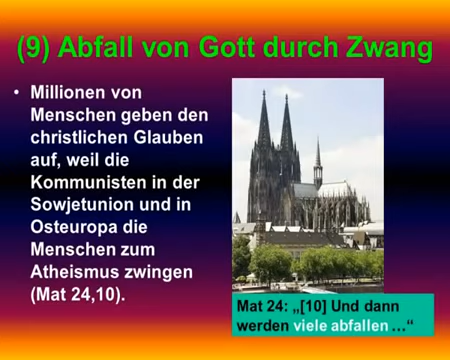 (9) Abfall von Gott durch Zwang
• Millionen von
Menschen geben den
christlichen Glauben
auf, weil die
Kommunisten in der
Sowjetunion und in
Osteuropa die
Menschen zum
Atheismus zwingen
(Mat 24,10).
Mat 24: „[10] Und dann
werden viele abfallen …“